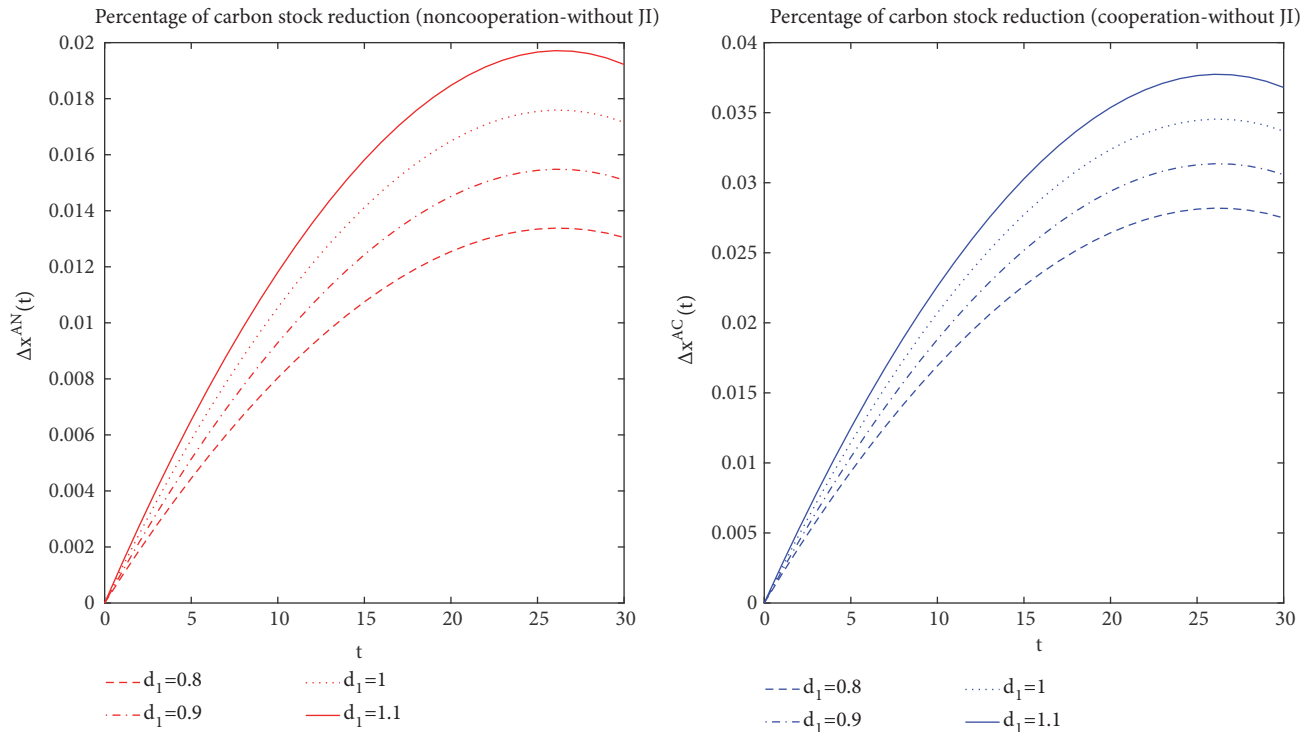 Percentage of carbon stock reduction (noncooperation-without JI)
0.02
0.018
0.016
0.014
0.012
0.01
0.008
0.006
0.004
0.002
0
Δx^AN(t)
0 5 10 15 20 25 30
t
d₁=0.8 d₁=1
d₁=0.9 d₁=1.1
Percentage of carbon stock reduction (cooperation-without JI)
0.04
0.035
0.03
0.025
0.02
0.015
0.01
0.005
0
Δx^AC(t)
0 5 10 15 20 25 30
t
d₁=0.8 d₁=1
d₁=0.9 d₁=1.1